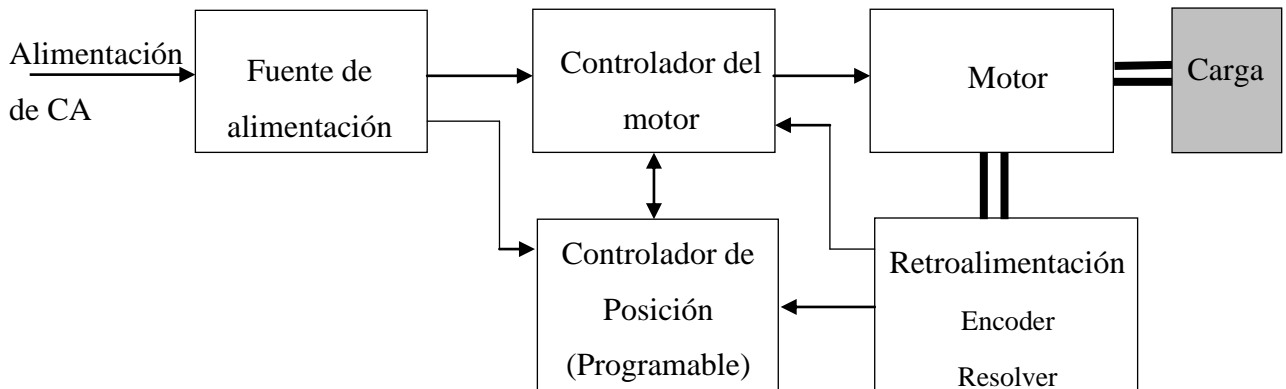 Alimentación
de CA
Fuente de
alimentación
Controlador del
motor
Motor
Carga
Controlador de
Posición
(Programable)
Retroalimentación
Encoder
Resolver